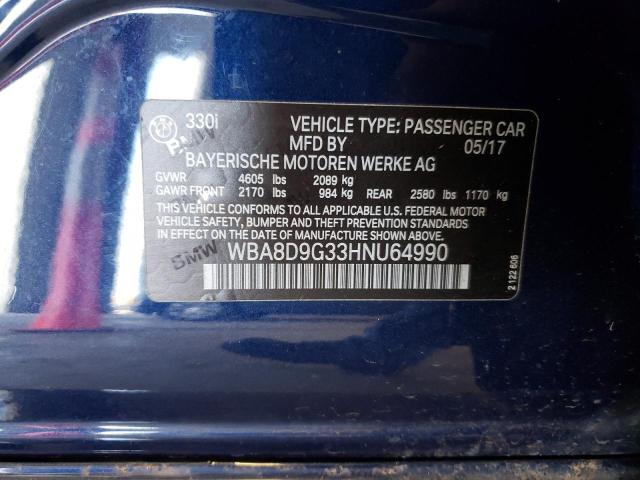 330i VEHICLE TYPE: PASSENGER CAR
MFD BY 05/17
BAYERISCHE MOTOREN WERKE AG
GVWR 4605 lbs 2089 kg
GAWR FRONT 2170 lbs 984 kg REAR 2580 lbs 1170 kg
THIS VEHICLE CONFORMS TO ALL APPLICABLE U.S. FEDERAL MOTOR
VEHICLE SAFETY, BUMPER AND THEFT PREVENTION STANDARDS
IN EFFECT ON THE DATE OF MANUFACTURE SHOWN ABOVE.
WBA8D9G33HNU64990
BMW
BMW
2 122 606